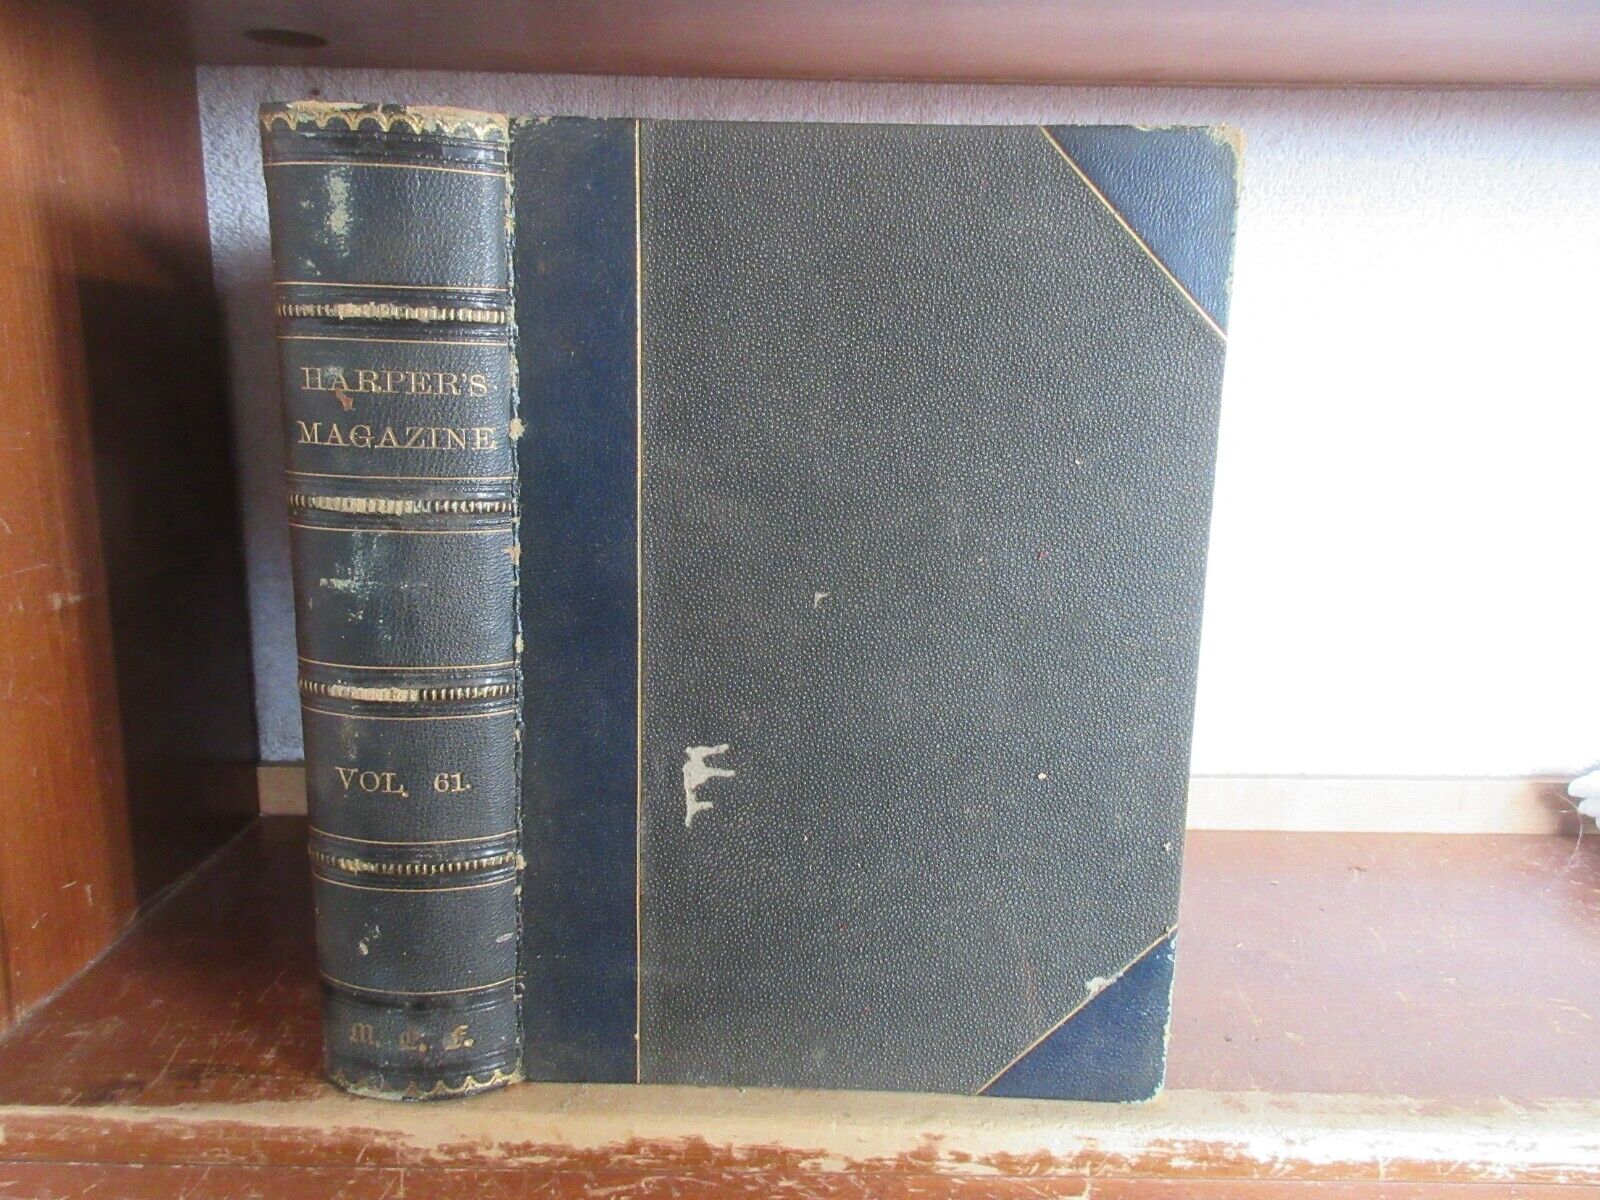 HARPER'S
MAGAZINE
VOL. 61.
M. C. F.